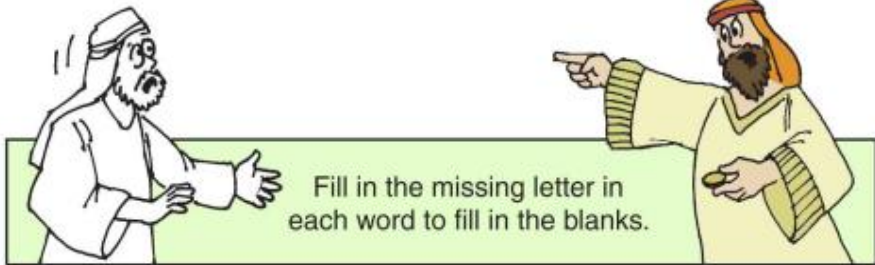 Fill in the missing letter in
each word to fill in the blanks.